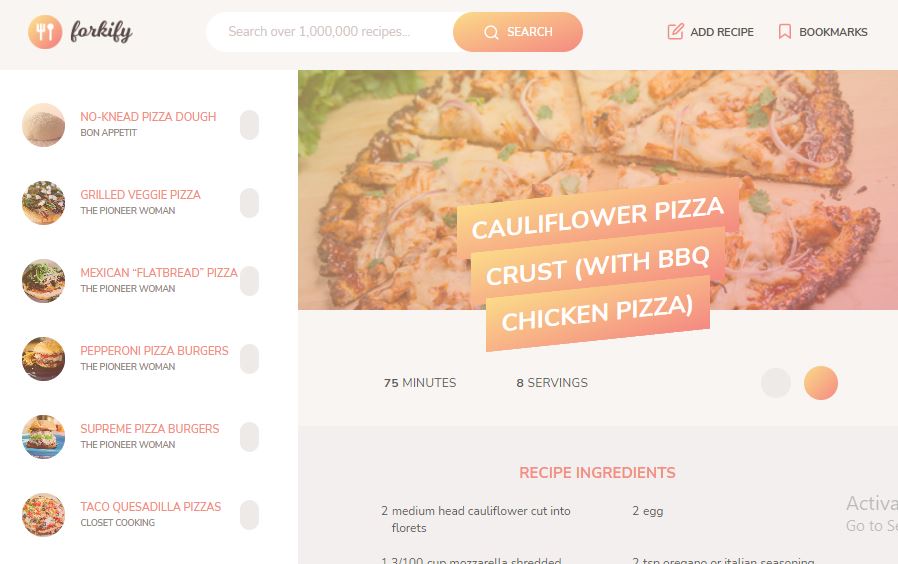 forkify
Search over 1,000,000 recipes...
SEARCH
ADD RECIPE
BOOKMARKS
NO-KNEAD PIZZA DOUGH
BON APPETIT
GRILLED VEGGIE PIZZA
THE PIONEER WOMAN
MEXICAN “FLATBREAD” PIZZA
THE PIONEER WOMAN
PEPPERONI PIZZA BURGERS
THE PIONEER WOMAN
SUPREME PIZZA BURGERS
THE PIONEER WOMAN
TACO QUESADILLA PIZZAS
CLOSET COOKING
CAULIFLOWER PIZZA
CRUST (WITH BBQ
CHICKEN PIZZA)
75 MINUTES
8 SERVINGS
RECIPE INGREDIENTS
2 medium head cauliflower cut into
florets
2 egg
1 3/100 cup mozzarella shredded
2 tsp oregano or italian seasoning
Activa
Go to Se